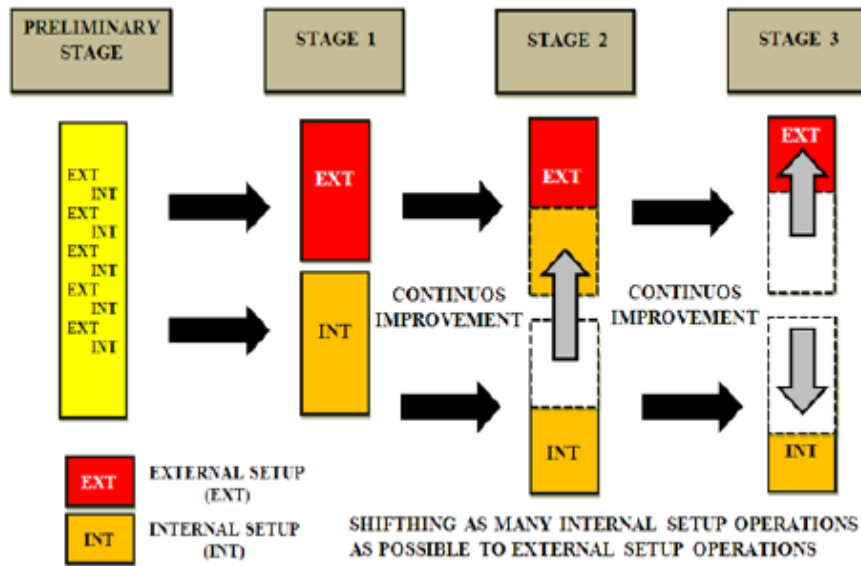 PRELIMINARY
STAGE
STAGE 1
STAGE 2
STAGE 3
EXT
INT
EXT
INT
EXT
INT
EXT
INT
EXT
INT
EXT
INT
EXT
INT
EXT
INT
CONTINUOS
IMPROVEMENT
CONTINUOS
IMPROVEMENT
EXT
EXTERNAL SETUP
(EXT)
INT
INTERNAL SETUP
(INT)
SHIFTHING AS MANY INTERNAL SETUP OPERATIONS
AS POSSIBLE TO EXTERNAL SETUP OPERATIONS